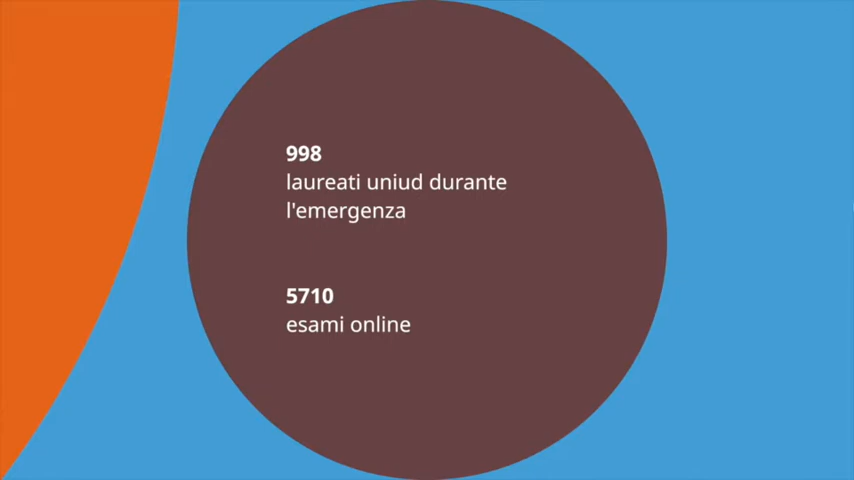 998
laureati uniud durante
l'emergenza
5710
esami online